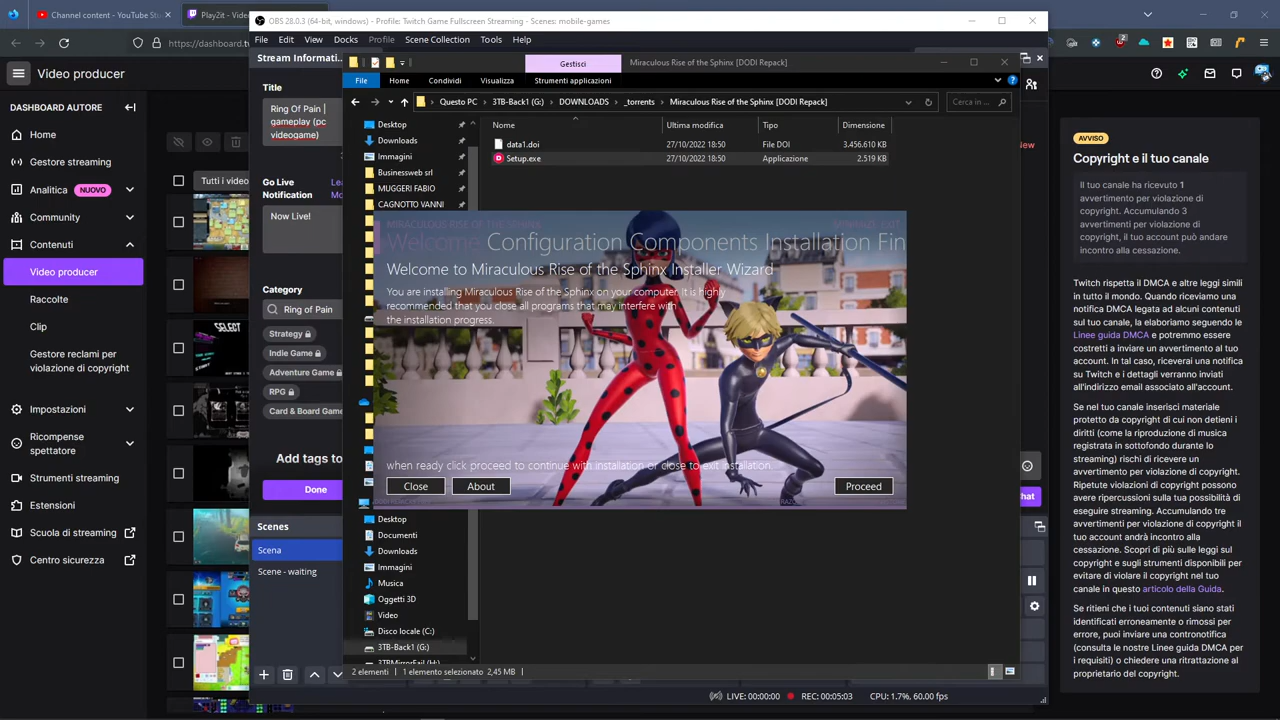 Channel content - YouTube St
Play2it - Vi
https://dashboard.tw
Video producer
DASHBOARD AUTORE
Home
Gestore streaming
Analitica
NUOVO
Community
Contenuti
Video producer
Raccolte
Clip
Gestore reclami per
violazione di copyright
Impostazioni
Ricompense
spettatore
Strumenti streaming
Estensioni
Scuola di streaming
Centro sicurezza
Tutti i video
OBS 28.0.3 (64-bit, windows) - Profile: Twitch Game Fullscreen Streaming - Scenes: mobile-games
File
Edit
View
Docks
Profile
Scene Collection
Tools
Help
Stream Informati...
Title
Ring Of Pain |
gameplay (pc
videogame)
Go Live
Notification
Now Live!
Category
Ring of Pain
Strategy
Indie Game
Adventure Game
RPG
Card & Board Game
Add tags to
Done
Scenes
Scena
Scene - waiting
Gestisci
Miraculous Rise of the Sphinx [DODI Repack]
File
Home
Condividi
Visualizza
Strumenti applicazioni
Questo PC
3TB-Back1 (G:)
DOWNLOADS
_torrents
Miraculous Rise of the Sphinx [DODI Repack]
Cerca in ...
Desktop
Downloads
Immagini
Businessweb srl
MUGGERI FABIO
CAGNOTTO VANNI
Nome
Ultima modifica
Tipo
Dimensione
data1.doi
27/10/2022 18:50
File DOI
3.456.610 KB
Setup.exe
27/10/2022 18:50
Applicazione
2.519 KB
MIRACULOUS RISE OF THE SPHINX
Welcome Configuration Components Installation Fin
Welcome to Miraculous Rise of the Sphinx Installer Wizard
You are installing Miraculous Rise of the Sphinx on your computer. It is highly
recommended that you close all programs that may interfere with
the installation progress.
when ready click proceed to continue with installation or close to exit installation.
Close
About
Proceed
Desktop
Documenti
Downloads
Immagini
Musica
Oggetti 3D
Video
Disco locale (C:)
3TB-Back1 (G:)
3TBMirrorFail (H:)
2 elementi
1 elemento selezionato 2,45 MB
LIVE: 00:00:00
REC: 00:05:03
CPU: 1.7%, 60.00 fps
AVVISO
Copyright e il tuo canale
Il tuo canale ha ricevuto 1
avvertimento per violazione di
copyright. Accumulando 3
avvertimenti per violazione di
copyright, il tuo account può andare
incontro alla cessazione.
Twitch rispetta il DMCA e altre leggi simili
in tutto il mondo. Quando riceviamo una
notifica DMCA legata ad alcuni contenuti
sul tuo canale, la elaboriamo seguendo le
Linee guida DMCA e potremmo essere
costretti a inviare un avvertimento al tuo
account. In tal caso, riceverai una notifica
su Twitch e i dettagli verranno inviati
all'indirizzo email associato all'account.
Se nel tuo canale inserisci materiale
protetto da copyright di cui non detieni i
diritti (come la riproduzione di musica
registrata in sottofondo durante lo
streaming) rischi di ricevere un
avvertimento per violazione di copyright.
Ripetute violazioni di copyright possono
avere ripercussioni sulla tua possibilità di
eseguire streaming. Accumulando tre
avvertimenti per violazione di copyright il
tuo account andrà incontro alla
cessazione. Scopri di più sulle leggi sul
copyright e sugli strumenti disponibili per
evitare di violare il copyright nel tuo
canale in questo articolo della Guida.
Se ritieni che i tuoi contenuti siano stati
identificati erroneamente o rimossi per
errore, puoi inviare una contronotifica
(consulta le nostre Linee guida DMCA per
i requisiti) o chiedere una ritrattazione al
proprietario del copyright.